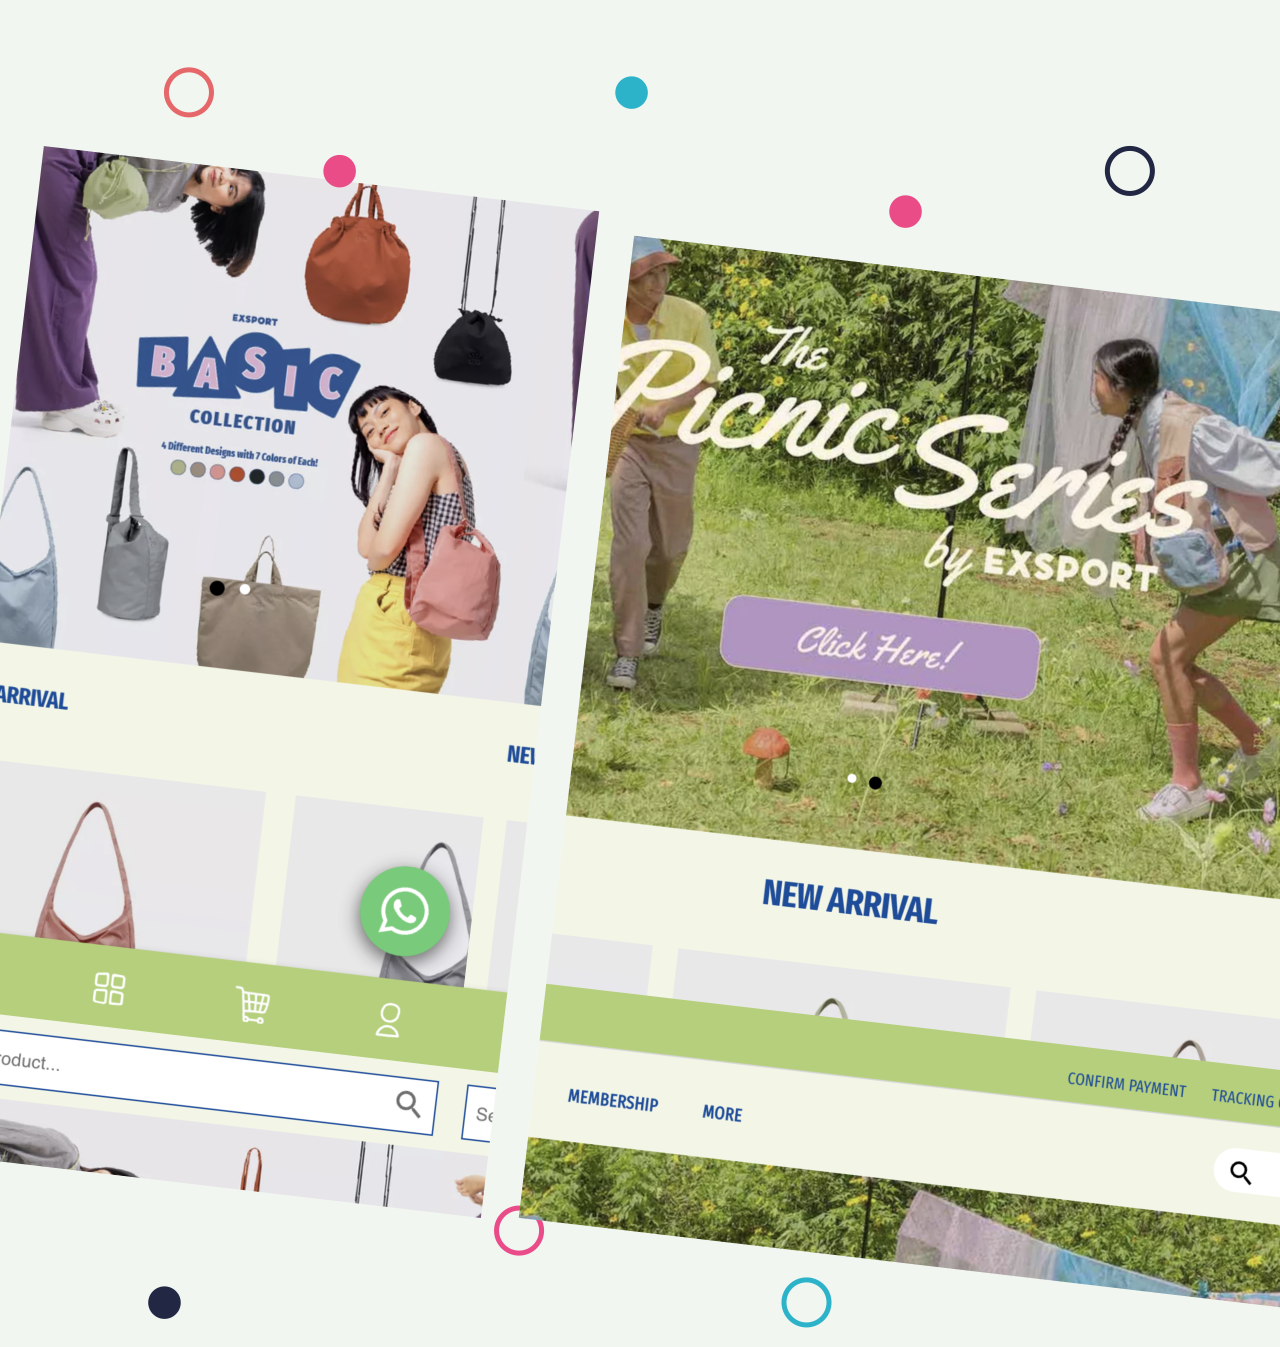 EXSPORT
BASIC
COLLECTION
4 Different Designs with 7 Colors of Each!
ARRIVAL
NE
roduct...
Se
The
Picnic Series
by EXSPORT
Click Here!
NEW ARRIVAL
CONFIRM PAYMENT
TRACKING
MEMBERSHIP
MORE